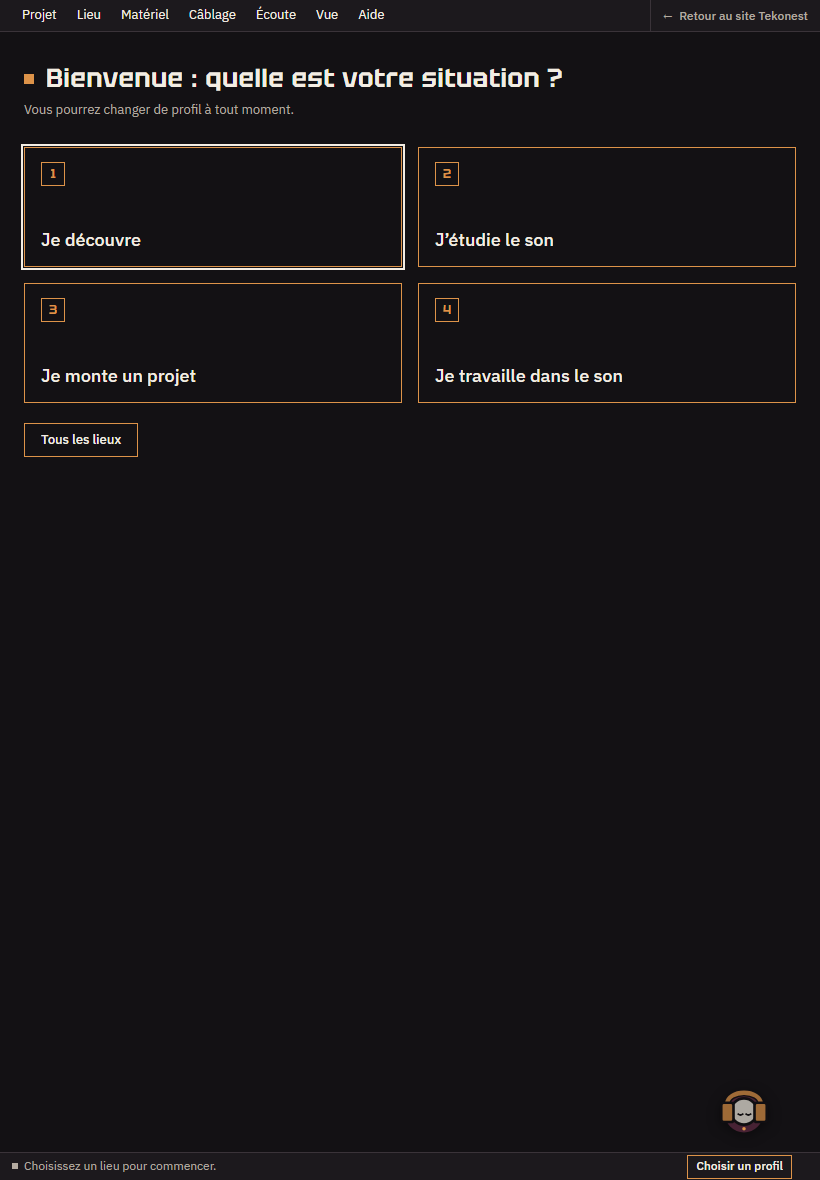 Projet Lieu Matériel Câblage Écoute Vue Aide ← Retour au site Tekonest
Bienvenue : quelle est votre situation ?
Vous pourrez changer de profil à tout moment.
1
Je découvre
2
J’étudie le son
3
Je monte un projet
4
Je travaille dans le son
Tous les lieux
Choisissez un lieu pour commencer.
Choisir un profil